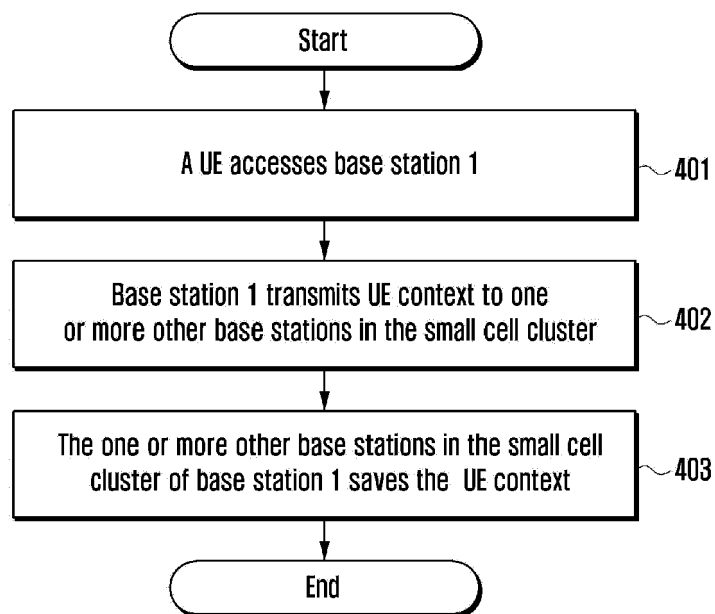 Start
A UE accesses base station 1
401
Base station 1 transmits UE context to one
or more other base stations in the small cell cluster
402
The one or more other base stations in the small cell
cluster of base station 1 saves the UE context
403
End